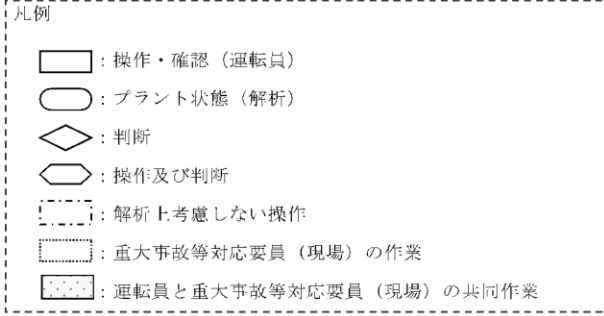 凡例
：操作・確認（運転員）
：プラント状態（解析）
：判断
：操作及び判断
：解析上考慮しない操作
：重大事故等対応要員（現場）の作業
：運転員と重大事故等対応要員（現場）の共同作業